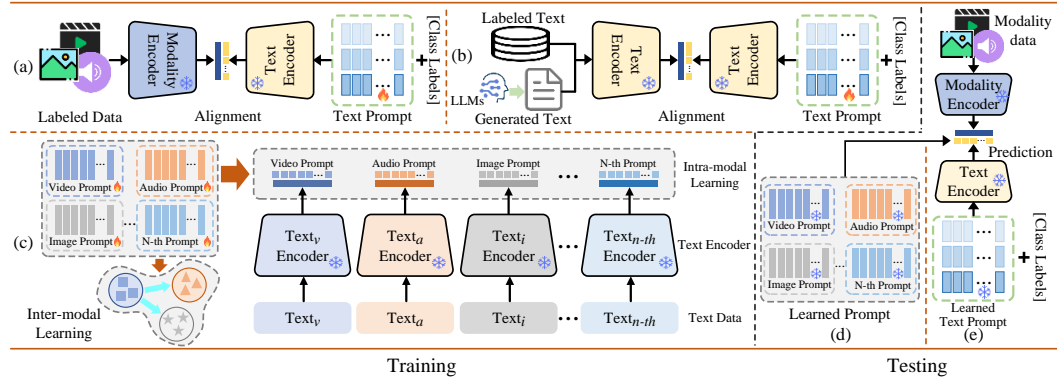 (a)
Labeled Data
Modality
Encoder
Alignment
Text
Encoder
...
...
...
Text Prompt
+
[Class Labels]
(b)
Labeled Text
LLMs
Generated Text
Text
Encoder
Alignment
Text
Encoder
...
...
...
Text Prompt
+
[Class Labels]
(c)
Video Prompt
Audio Prompt
Image Prompt
N-th Prompt
Inter-modal
Learning
Video Prompt
Audio Prompt
Image Prompt
...
N-th Prompt
Intra-modal
Learning
Textv
Encoder
Texta
Encoder
Texti
Encoder
...
Textn-th
Encoder
Text Encoder
Textv
Texta
Texti
...
Textn-th
Text Data
Training
Video Prompt
Audio Prompt
Image Prompt
...
N-th Prompt
Learned Prompt
(d)
Modality
data
Modality
Encoder
Prediction
Text
Encoder
...
...
...
+
[Class Labels]
Learned
Text Prompt
(e)
Testing